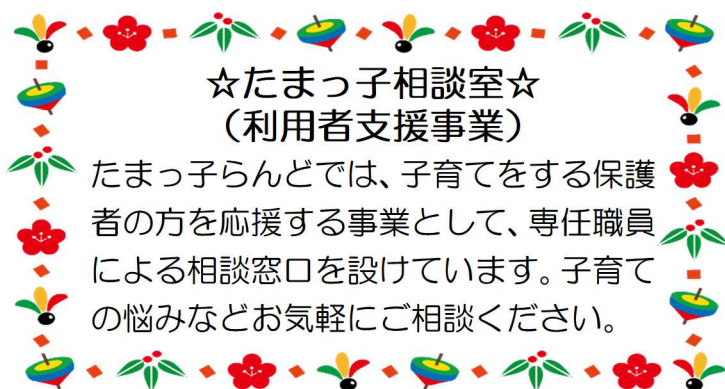 ☆たまっ子相談室☆
（利用者支援事業）
たまっ子らんどでは、子育てをする保護
者の方を応援する事業として、専任職員
による相談窓口を設けています。子育て
の悩みなどお気軽にご相談ください。